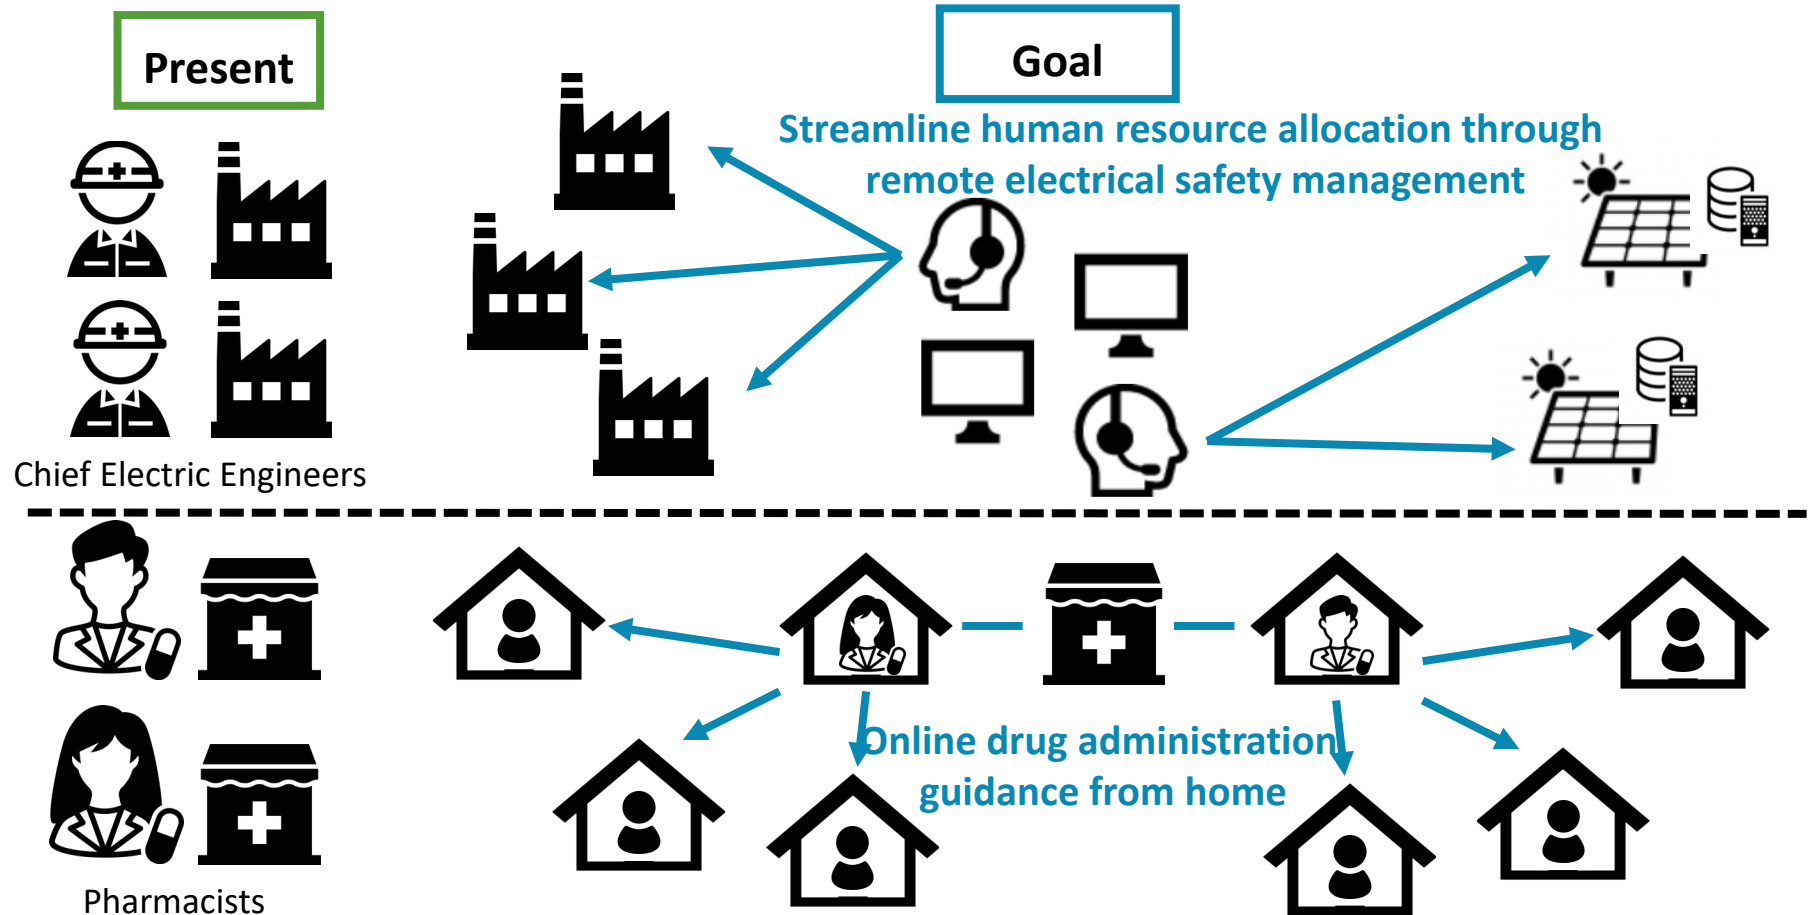 Present
Goal
Streamline human resource allocation through
remote electrical safety management
Chief Electric Engineers
Online drug administration
guidance from home
Pharmacists